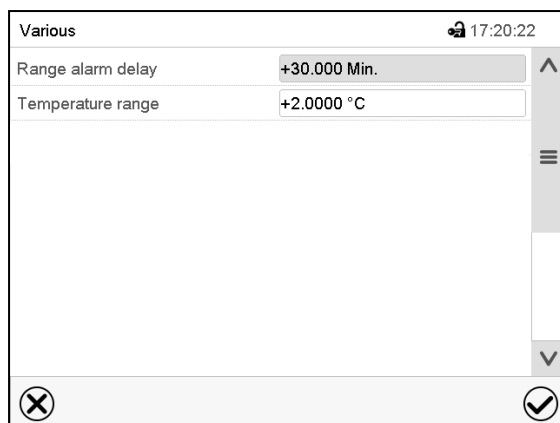 Various 17:20:22
Range alarm delay +30.000 Min.
Temperature range +2.0000 °C